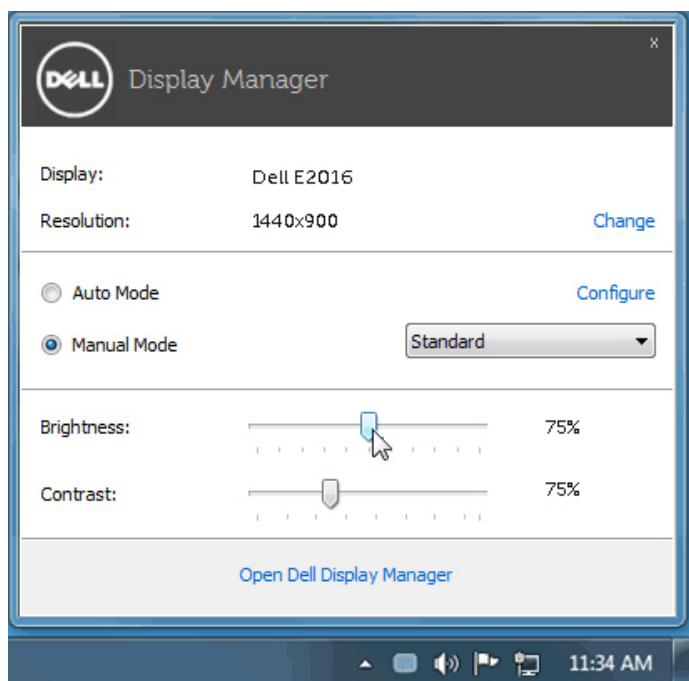 x
DELL Display Manager
Display: Dell E2016
Resolution: 1440x900 Change
Auto Mode Configure
Manual Mode Standard
Brightness: 75%
Contrast: 75%
Open Dell Display Manager
11:34 AM